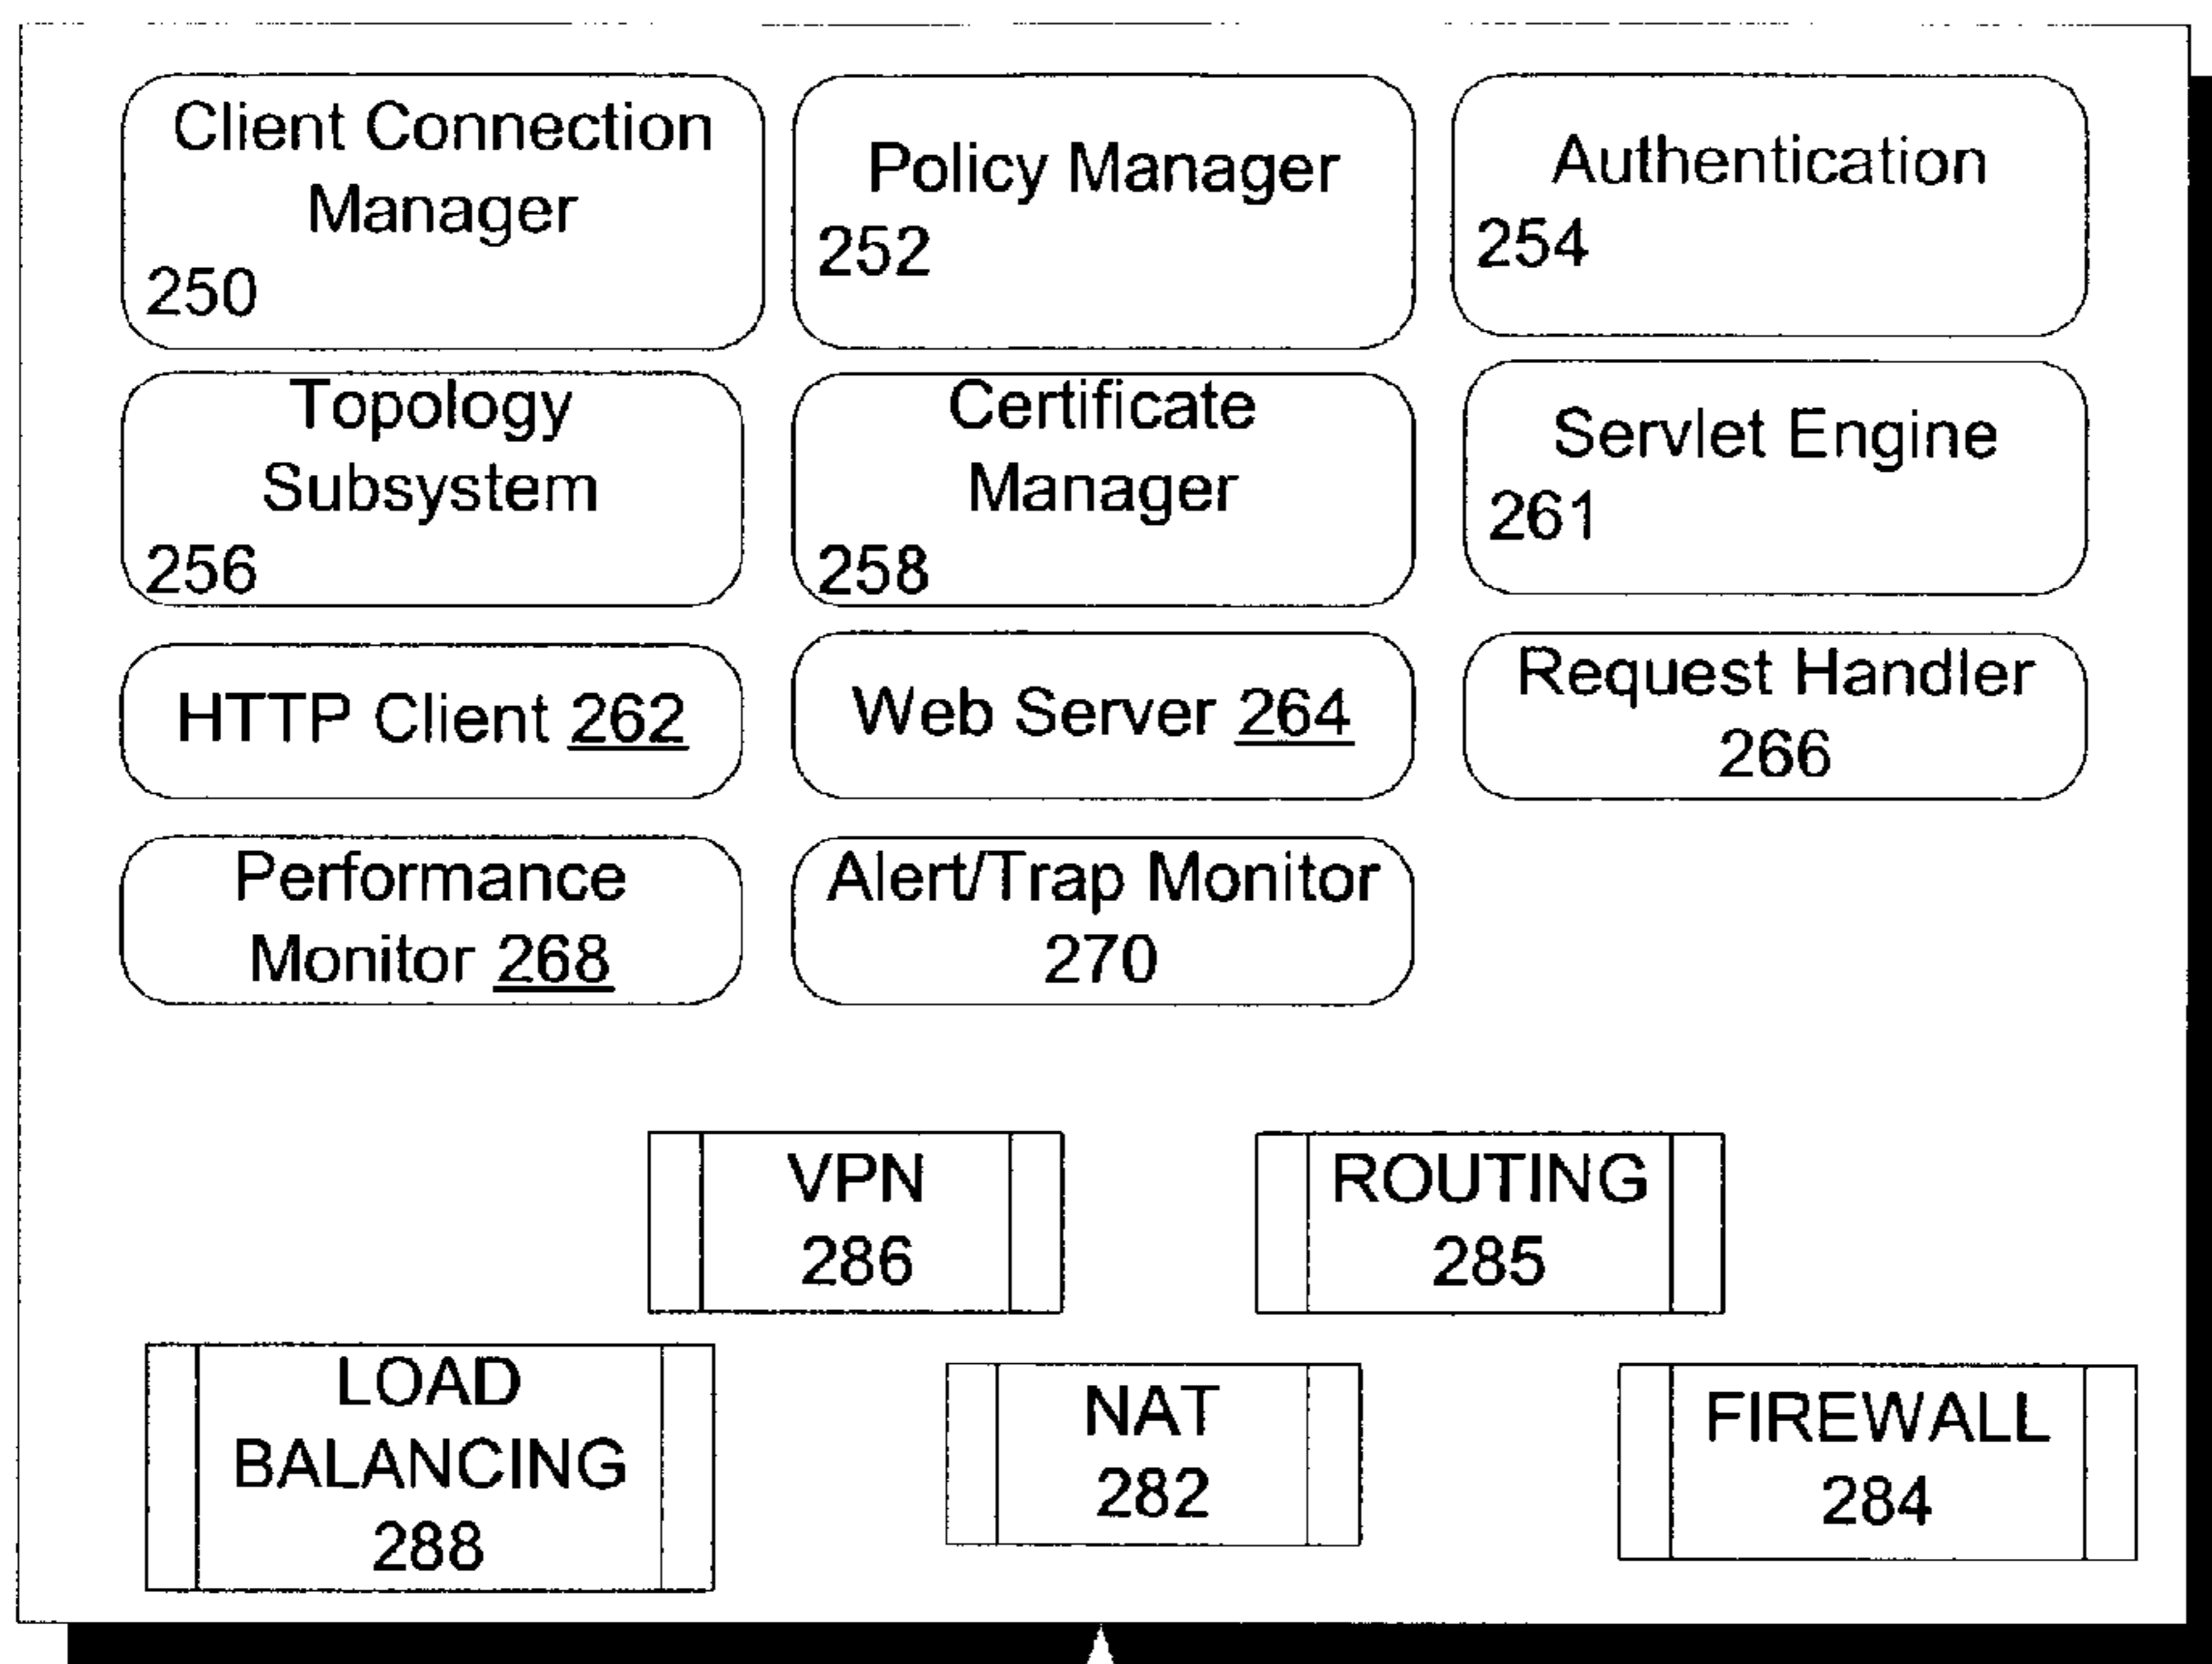 Client Connection
Manager
250
Policy Manager
252
Authentication
254
Topology
Subsystem
256
Certificate
Manager
258
Servlet Engine
261
HTTP Client 262
Web Server 264
Request Handler
266
Performance
Monitor 268
Alert/Trap Monitor
270
VPN
286
ROUTING
285
LOAD
BALANCING
288
NAT
282
FIREWALL
284